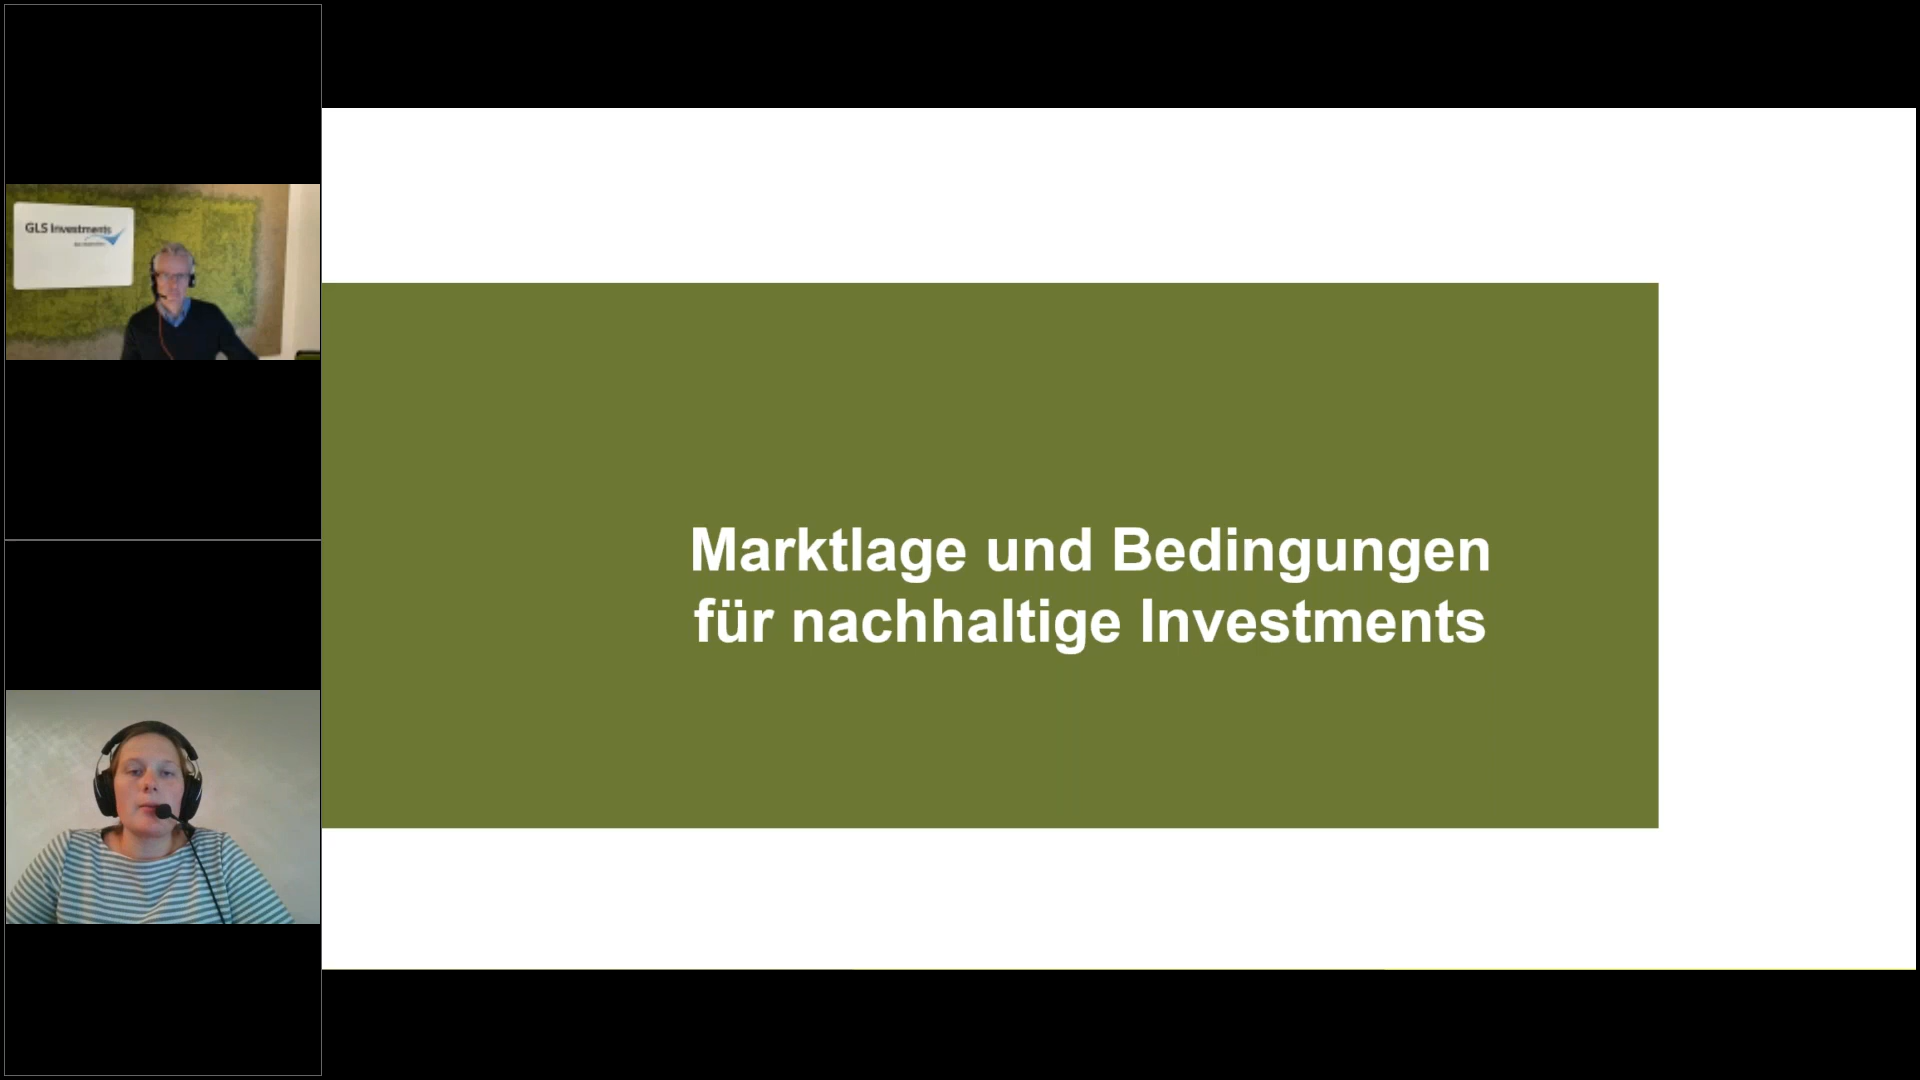 GLS Investments
Marktlage und Bedingungen
für nachhaltige Investments